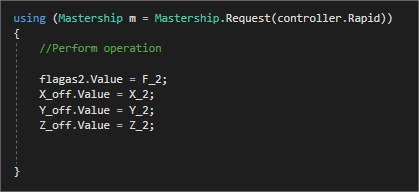 using (Mastership m = Mastership.Request(controller.Rapid))
{
//Perform operation
flagas2.Value = F_2;
X_off.Value = X_2;
Y_off.Value = Y_2;
Z_off.Value = Z_2;
}